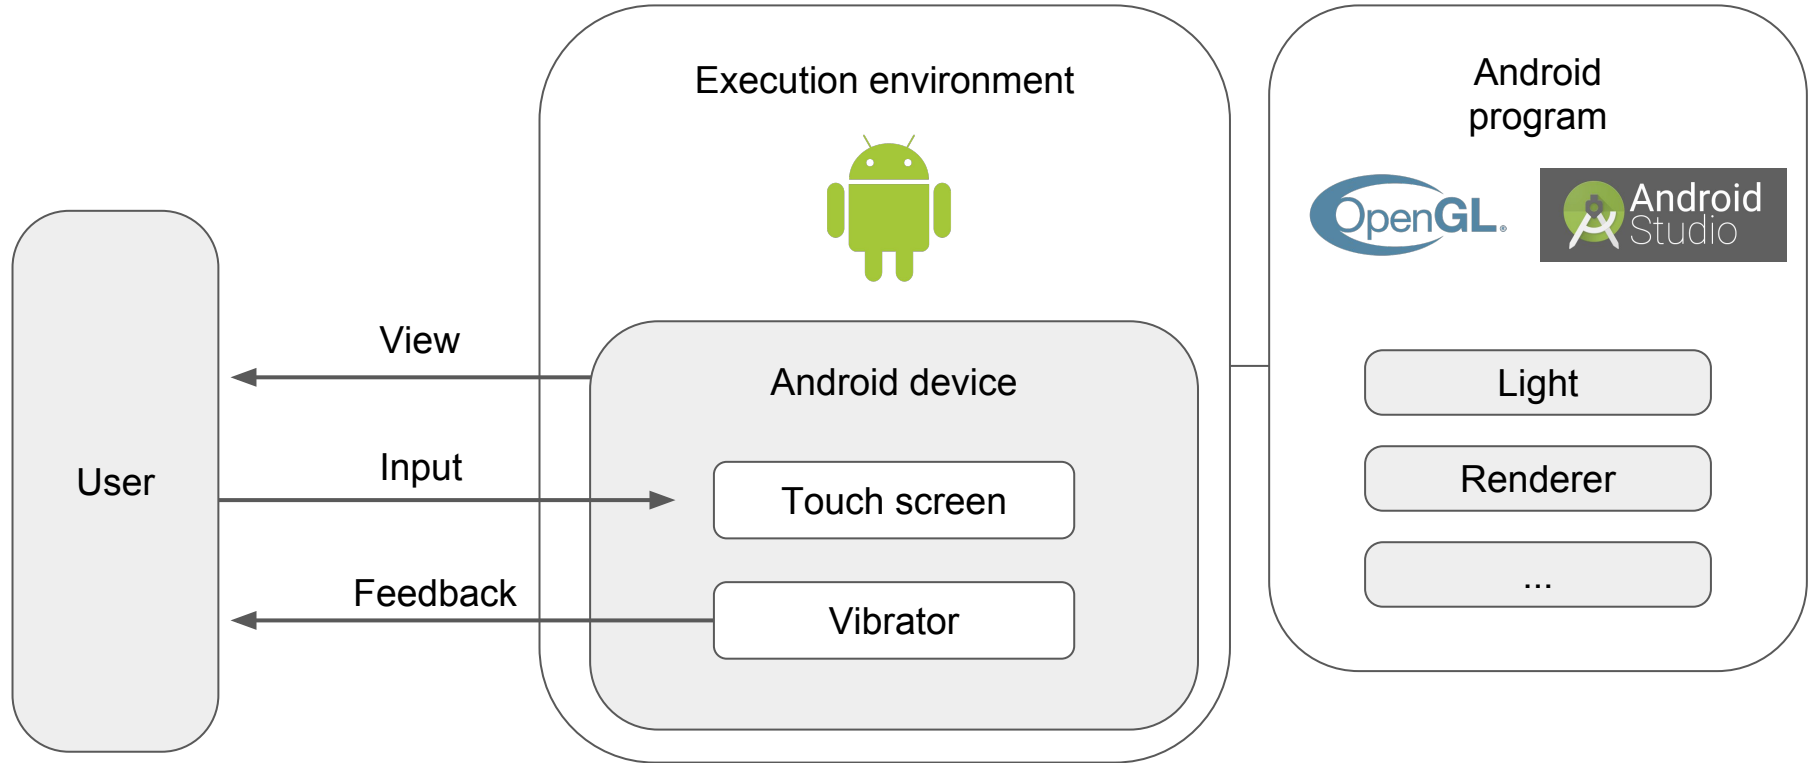 Execution environment
Android
program
OpenGL®
Android
Studio
View
Android device
Light
Input
User
Touch screen
Renderer
Feedback
Vibrator
...